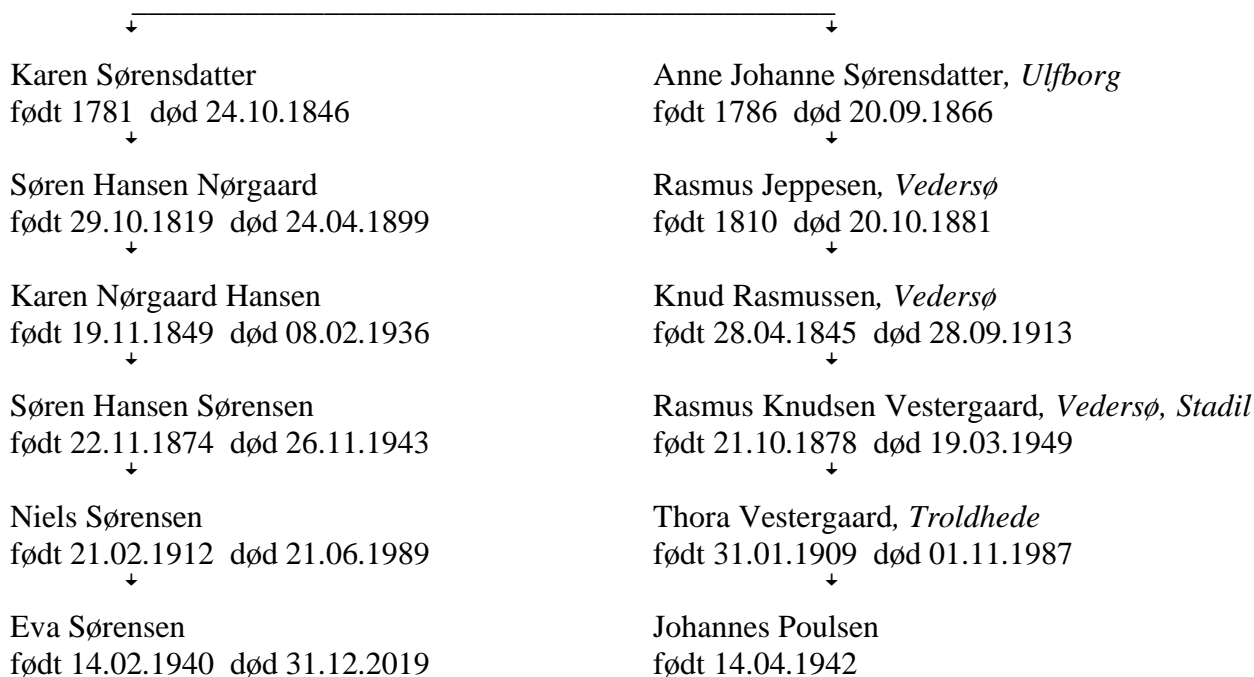 Karen Sørensdatter
født 1781 død 24.10.1846
Søren Hansen Nørgaard
født 29.10.1819 død 24.04.1899
Karen Nørgaard Hansen
født 19.11.1849 død 08.02.1936
Søren Hansen Sørensen
født 22.11.1874 død 26.11.1943
Niels Sørensen
født 21.02.1912 død 21.06.1989
Eva Sørensen
født 14.02.1940 død 31.12.2019
Anne Johanne Sørensdatter, Ulfborg
født 1786 død 20.09.1866
Rasmus Jeppesen, Vedersø
født 1810 død 20.10.1881
Knud Rasmussen, Vedersø
født 28.04.1845 død 28.09.1913
Rasmus Knudsen Vestergaard, Vedersø, Stadil
født 21.10.1878 død 19.03.1949
Thora Vestergaard, Troldhede
født 31.01.1909 død 01.11.1987
Johannes Poulsen
født 14.04.1942